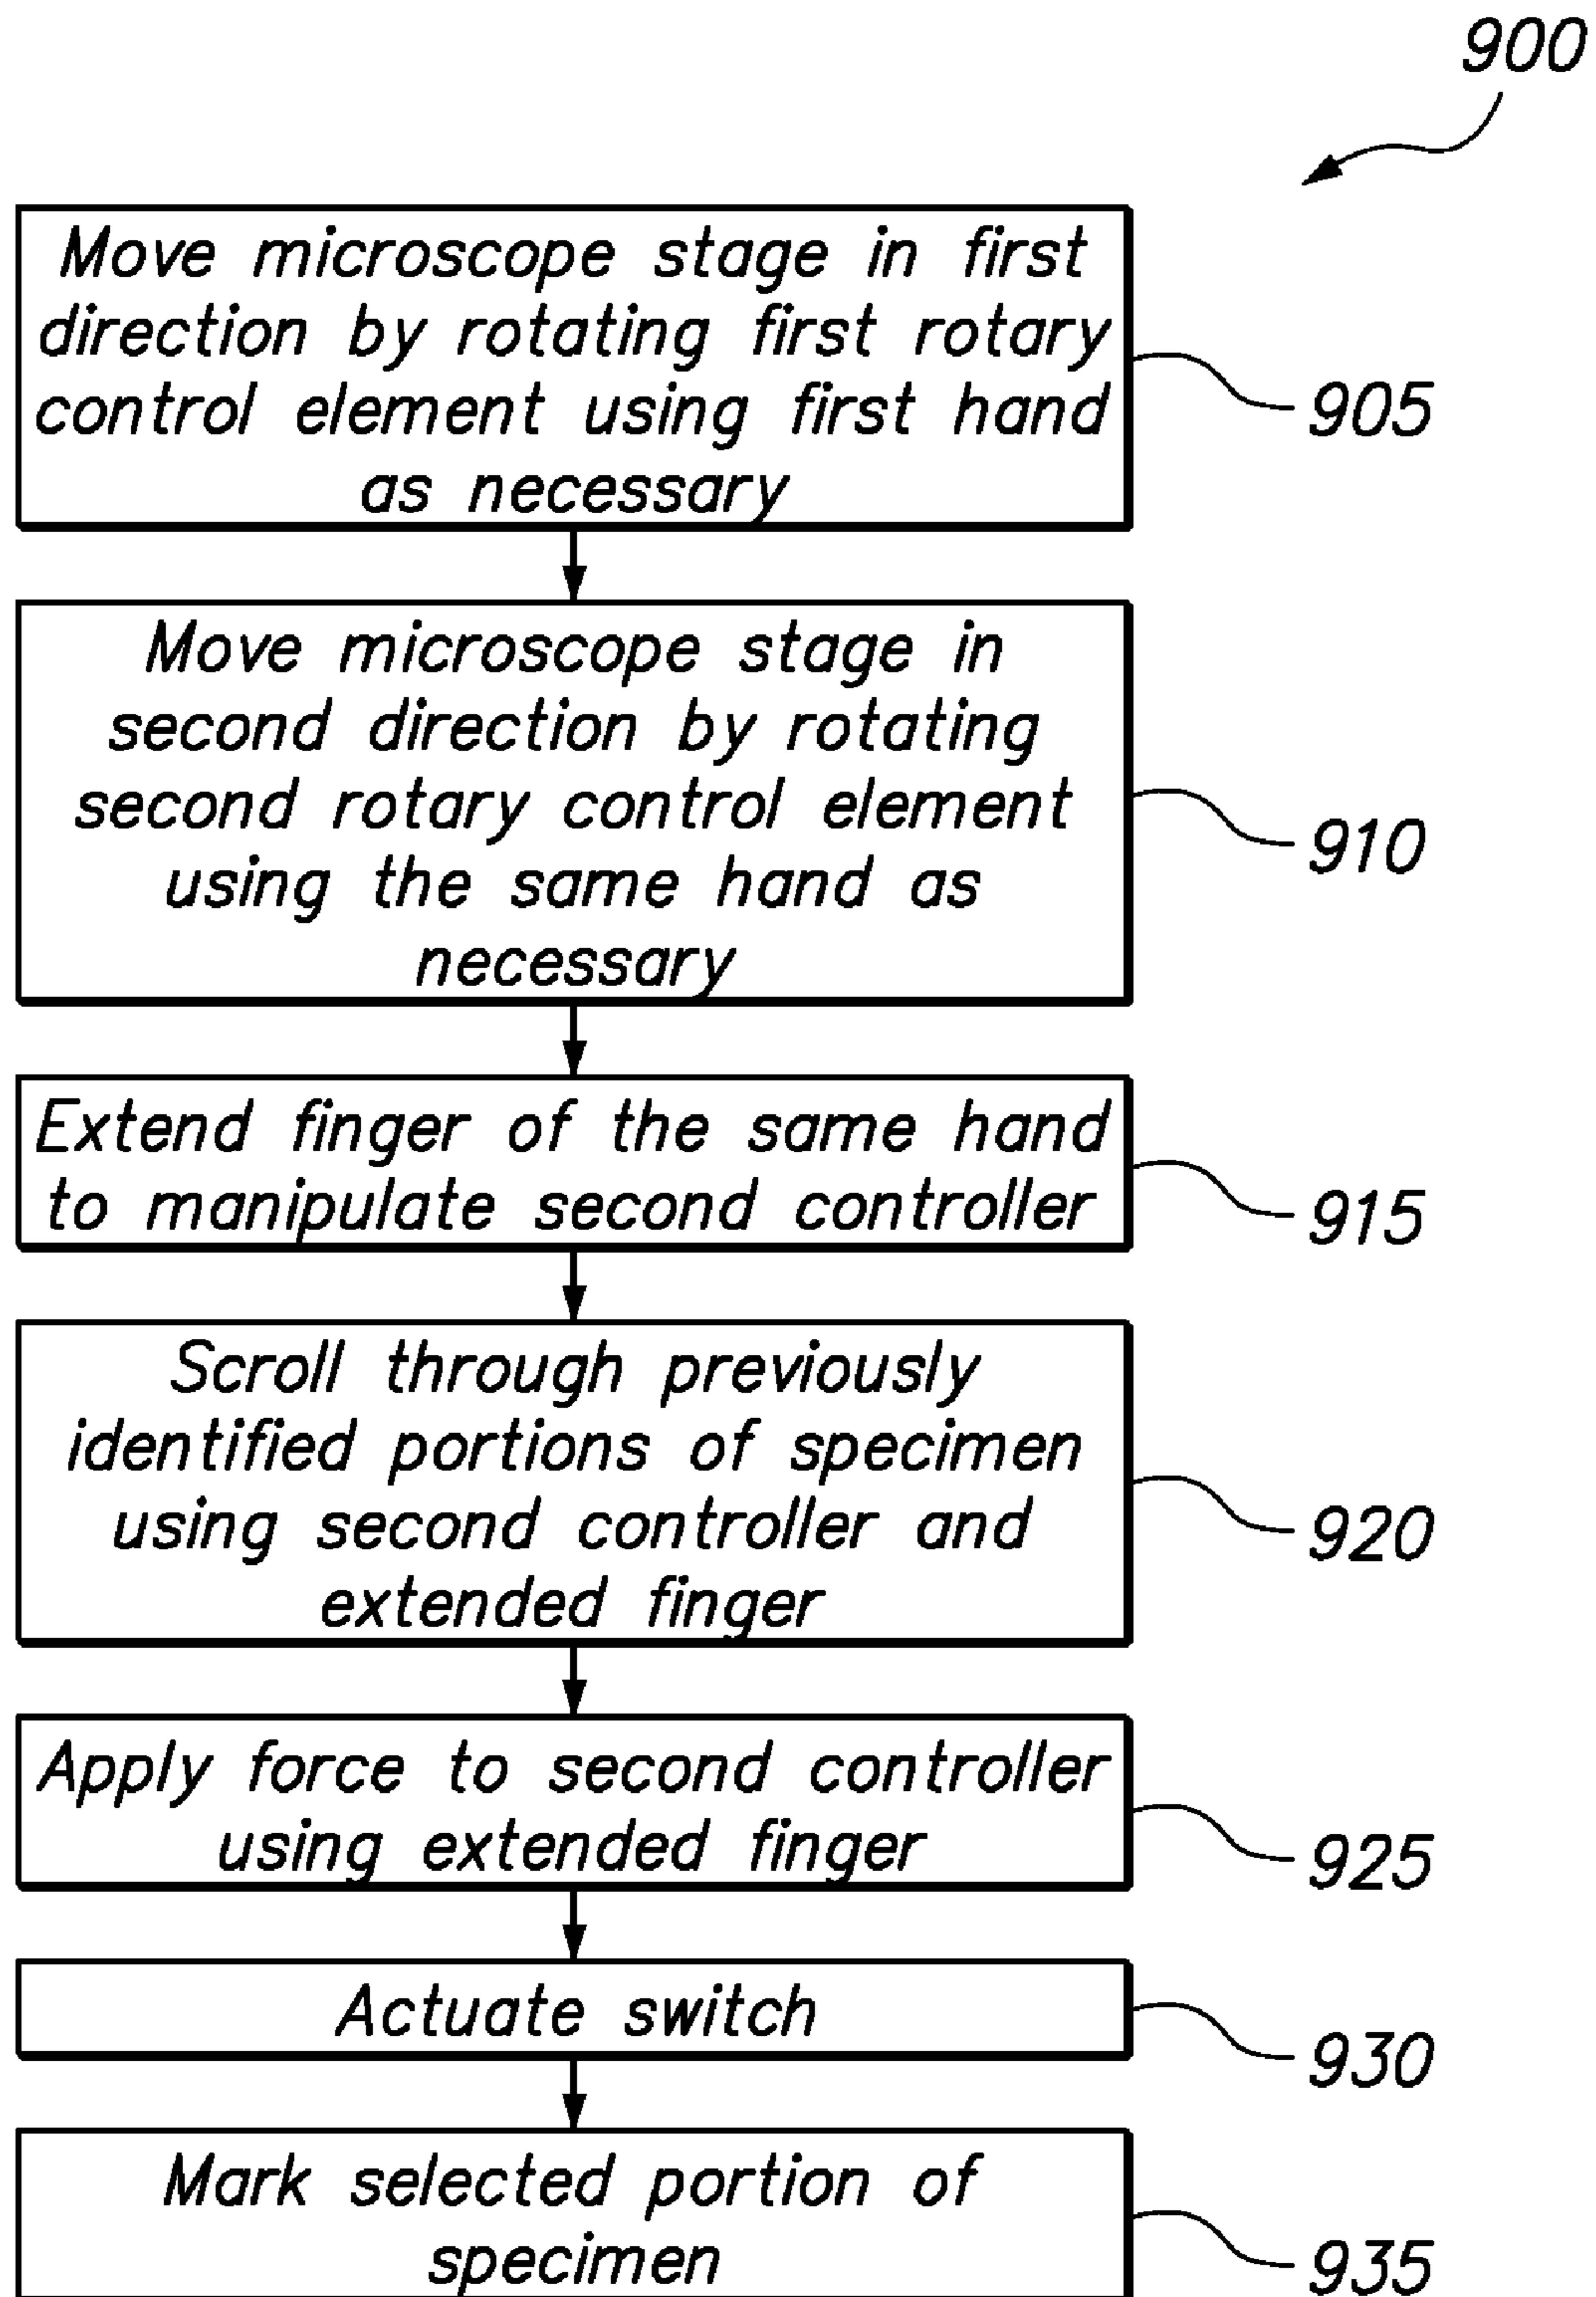 900
Move microscope stage in first
direction by rotating first rotary
control element using first hand
as necessary
905
Move microscope stage in
second direction by rotating
second rotary control element
using the same hand as
necessary
910
Extend finger of the same hand
to manipulate second controller
915
Scroll through previously
identified portions of specimen
using second controller and
extended finger
920
Apply force to second controller
using extended finger
925
Actuate switch
930
Mark selected portion of
specimen
935